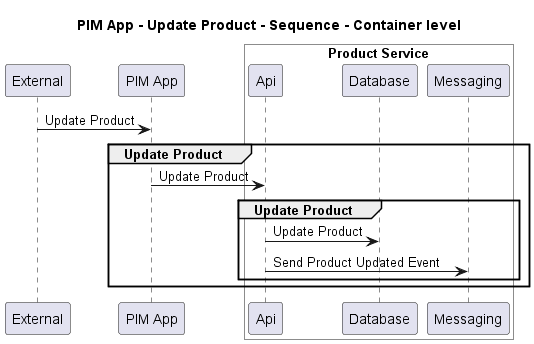 PIM App - Update Product - Sequence - Container level
Product Service
External PIM App Api Database Messaging
Update Product
Update Product
Update Product
Update Product
Update Product
Send Product Updated Event
External PIM App Api Database Messaging